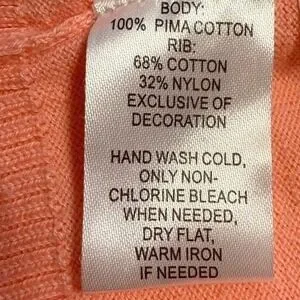 BODY:
100% PIMA COTTON
RIB:
68% COTTON
32% NYLON
EXCLUSIVE OF
DECORATION
HAND WASH COLD,
ONLY NON-
CHLORINE BLEACH
WHEN NEEDED,
DRY FLAT,
WARM IRON
IF NEEDED